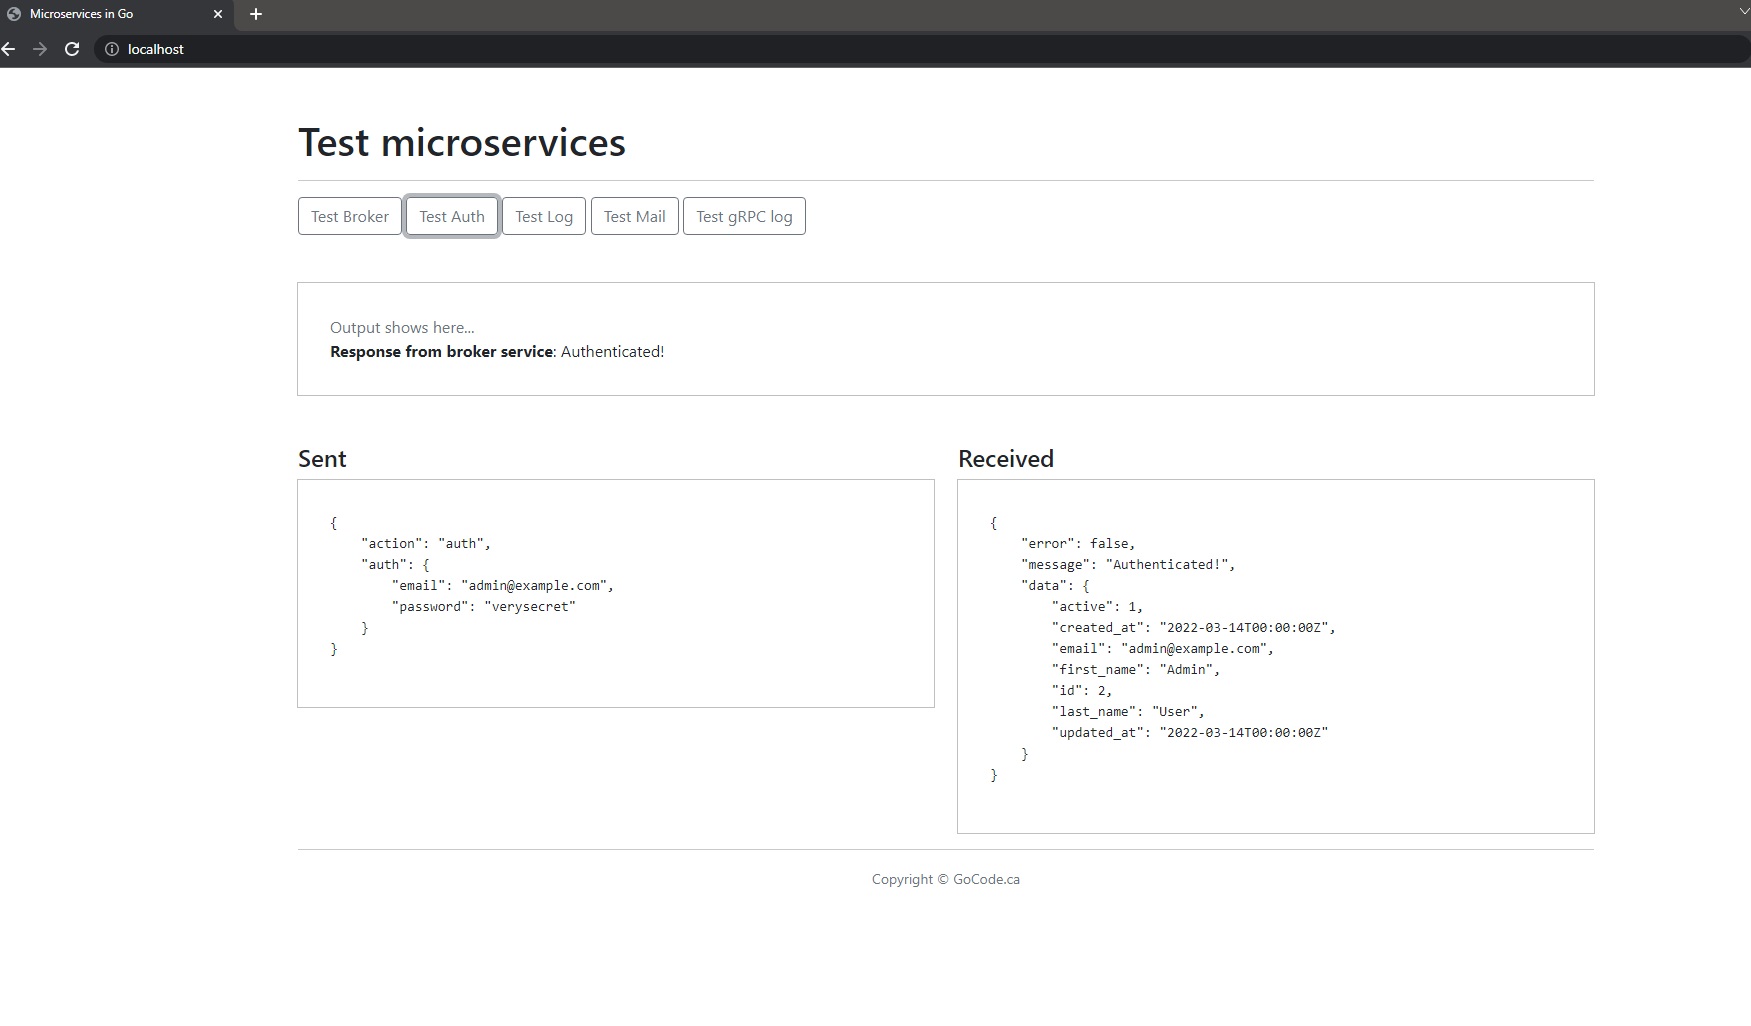 Microservices in Go
localhost
Test microservices
Test Broker Test Auth Test Log Test Mail Test gRPC log
Output shows here...
Response from broker service: Authenticated!
Sent
{
    "action": "auth",
    "auth": {
        "email": "admin@example.com",
        "password": "verysecret"
    }
}
Received
{
    "error": false,
    "message": "Authenticated!",
    "data": {
        "active": 1,
        "created_at": "2022-03-14T00:00:00Z",
        "email": "admin@example.com",
        "first_name": "Admin",
        "id": 2,
        "last_name": "User",
        "updated_at": "2022-03-14T00:00:00Z"
    }
}
Copyright © GoCode.ca